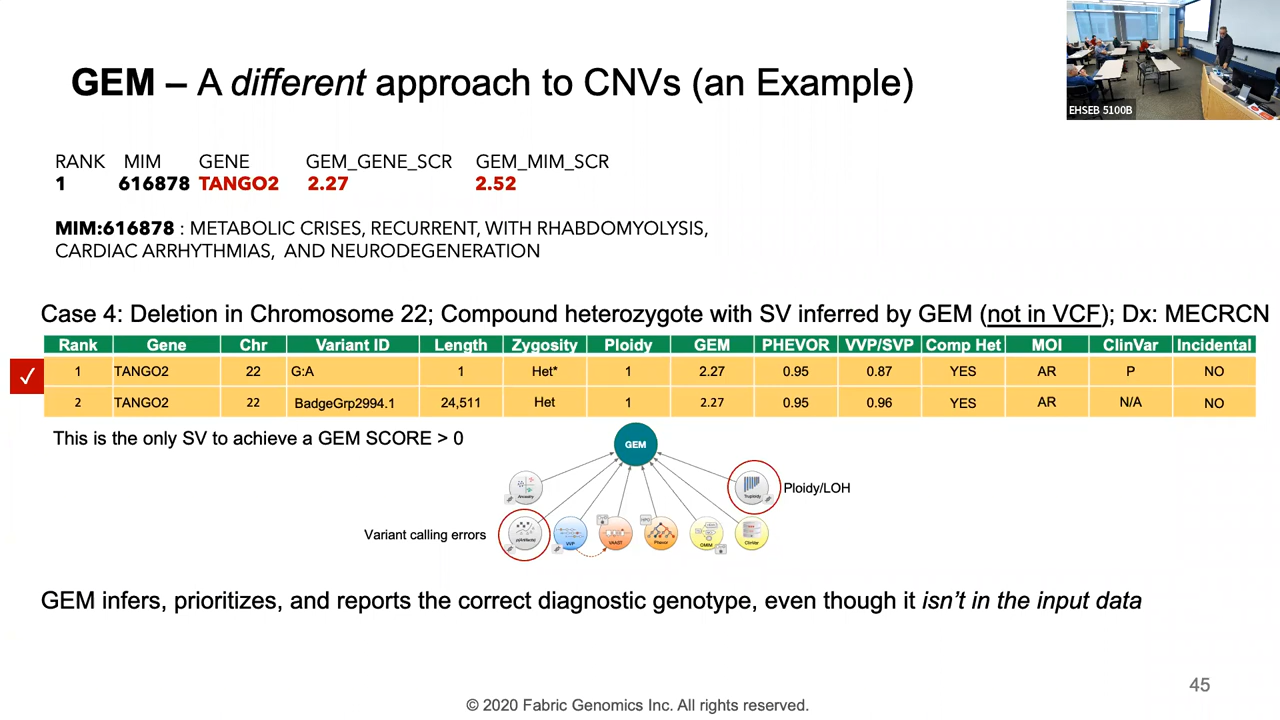 EHSEB 5100B
GEM – A different approach to CNVs (an Example)
RANK MIM GENE GEM_GENE_SCR GEM_MIM_SCR
1 616878 TANGO2 2.27 2.52
MIM:616878 : METABOLIC CRISES, RECURRENT, WITH RHABDOMYOLYSIS,
CARDIAC ARRHYTHMIAS, AND NEURODEGENERATION
Case 4: Deletion in Chromosome 22; Compound heterozygote with SV inferred by GEM (not in VCF); Dx: MECRCN
Rank Gene Chr Variant ID Length Zygosity Ploidy GEM PHEVOR VVP/SVP Comp Het MOI ClinVar Incidental
1 TANGO2 22 G:A 1 Het* 1 2.27 0.95 0.87 YES AR P NO
2 TANGO2 22 BadgeGrp2994.1 24,511 Het 1 2.27 0.95 0.96 YES AR N/A NO
This is the only SV to achieve a GEM SCORE > 0
GEM
Ancestry
Ploidy/LOH
Variant calling errors
VVP VAAST Phevor OMIM ClinVar
GEM infers, prioritizes, and reports the correct diagnostic genotype, even though it isn't in the input data
45
© 2020 Fabric Genomics Inc. All rights reserved.